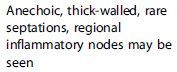 Anechoic, thick-walled, rare
septations, regional
inflammatory nodes may be
seen